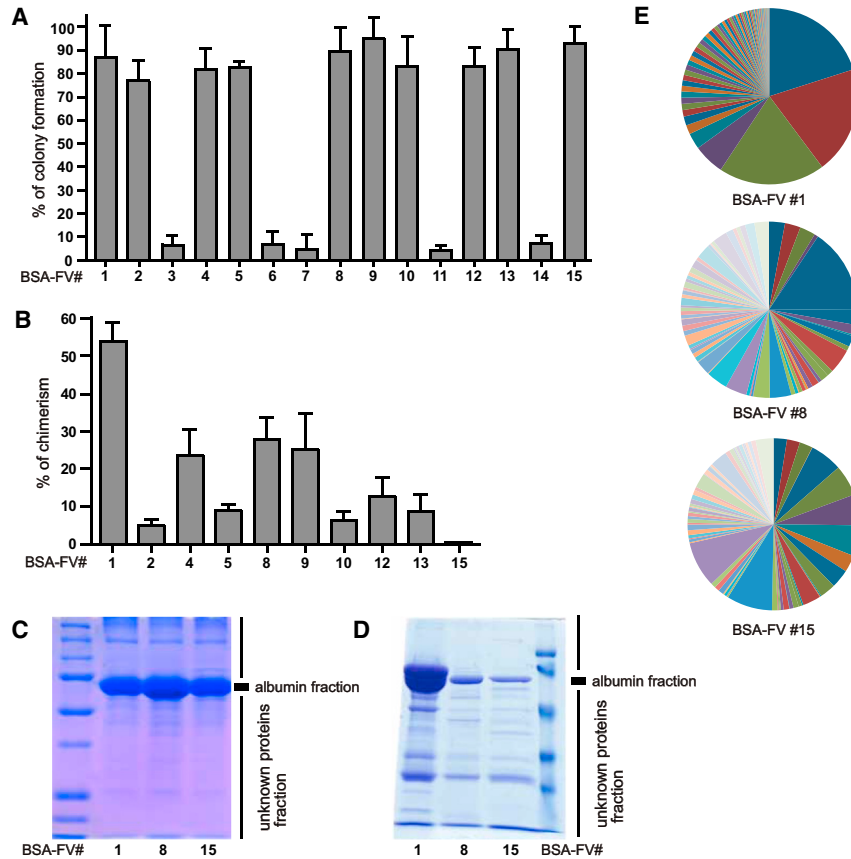 A
% of colony formation
100
90
80
70
60
50
40
30
20
10
0
BSA-FV# 1 2 3 4 5 6 7 8 9 10 11 12 13 14 15
B
% of chimerism
60
50
40
30
20
10
0
BSA-FV# 1 2 4 5 8 9 10 12 13 15
C
albumin fraction
unknown proteins
fraction
BSA-FV# 1 8 15
D
albumin fraction
unknown proteins
fraction
1 8 15 BSA-FV#
E
BSA-FV #1
BSA-FV #8
BSA-FV #15